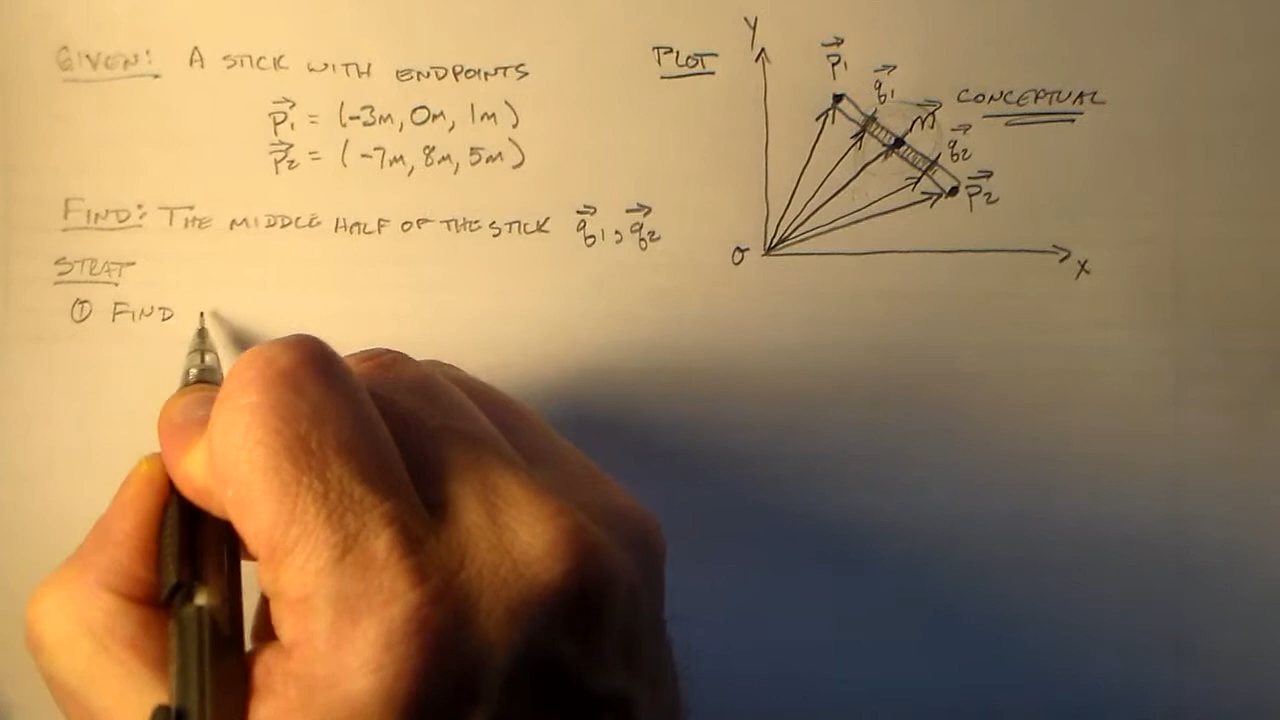 GIVEN: A STICK WITH ENDPOINTS
p⃗1 = (-3m, 0m, 1m)
p⃗2 = (-7m, 8m, 5m)
FIND: THE MIDDLE HALF OF THE STICK q⃗1, q⃗2
STRAT
① FIND
PLOT
Y
p⃗1
q⃗1
m⃗
CONCEPTUAL
q⃗2
p⃗2
O
X